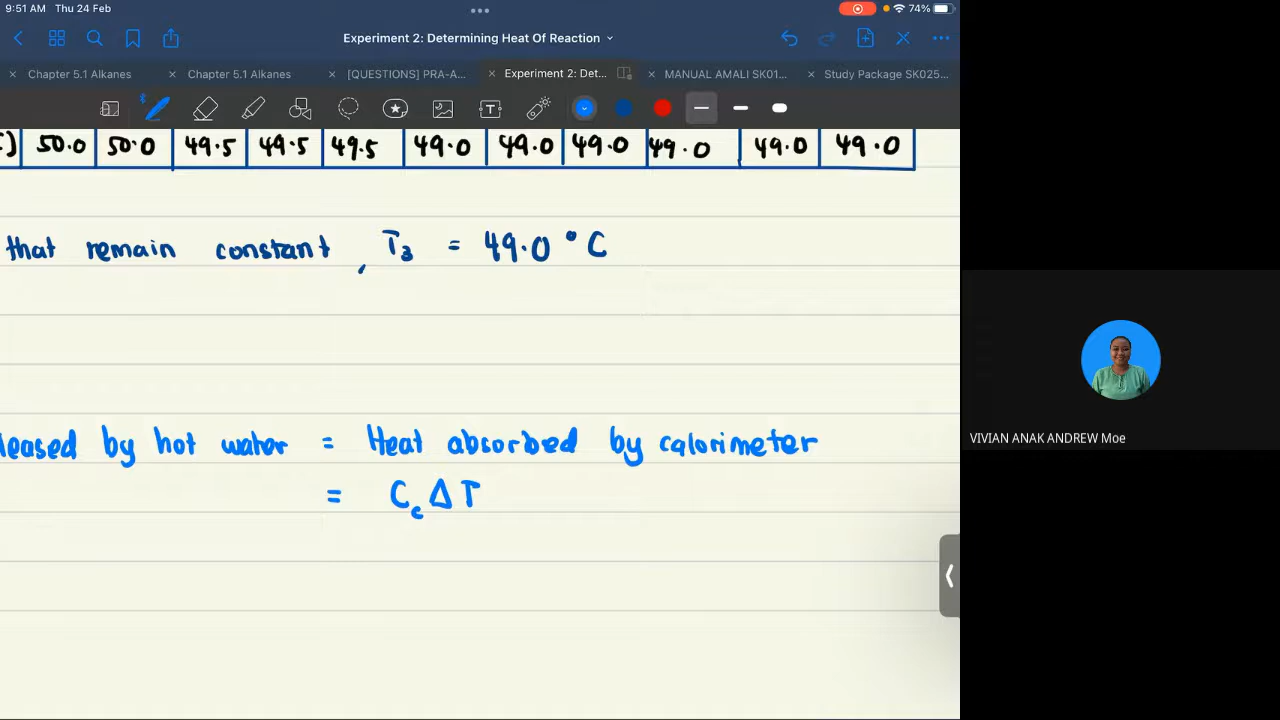 9:51 AM Thu 24 Feb
74%
Experiment 2: Determining Heat Of Reaction
Chapter 5.1 Alkanes
Chapter 5.1 Alkanes
[QUESTIONS] PRA-A...
Experiment 2: Det...
MANUAL AMALI SK01...
Study Package SK025...
50.0 50.0 49.5 49.5 49.5 49.0 49.0 49.0 49.0 49.0 49.0
that remain constant, T3 = 49.0 °C
leased by hot water = Heat absorbed by calorimeter
= Cc ΔT
VIVIAN ANAK ANDREW Moe